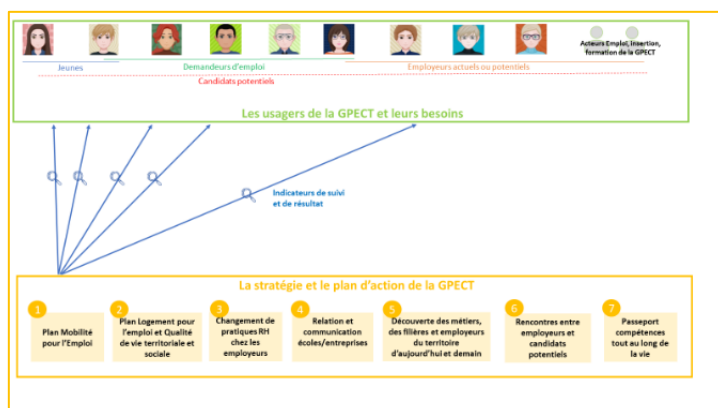 Acteurs Emploi, Insertion,
formation de la GPECT
Jeunes
Demandeurs d'emploi
Employeurs actuels ou potentiels
Candidats potentiels
Les usagers de la GPECT et leurs besoins
Indicateurs de suivi
et de résultat
La stratégie et le plan d'action de la GPECT
1
Plan Mobilité
pour l'Emploi
2
Plan Logement pour
l'emploi et Qualité
de vie territoriale et
sociale
3
Changement de
pratiques RH
chez les
employeurs
4
Relation et
communication
écoles/entreprises
5
Découverte des métiers,
des filières et employeurs
du territoire
d'aujourd'hui et demain
6
Rencontres entre
employeurs et
candidats
potentiels
7
Passeport
compétences
tout au long de
la vie